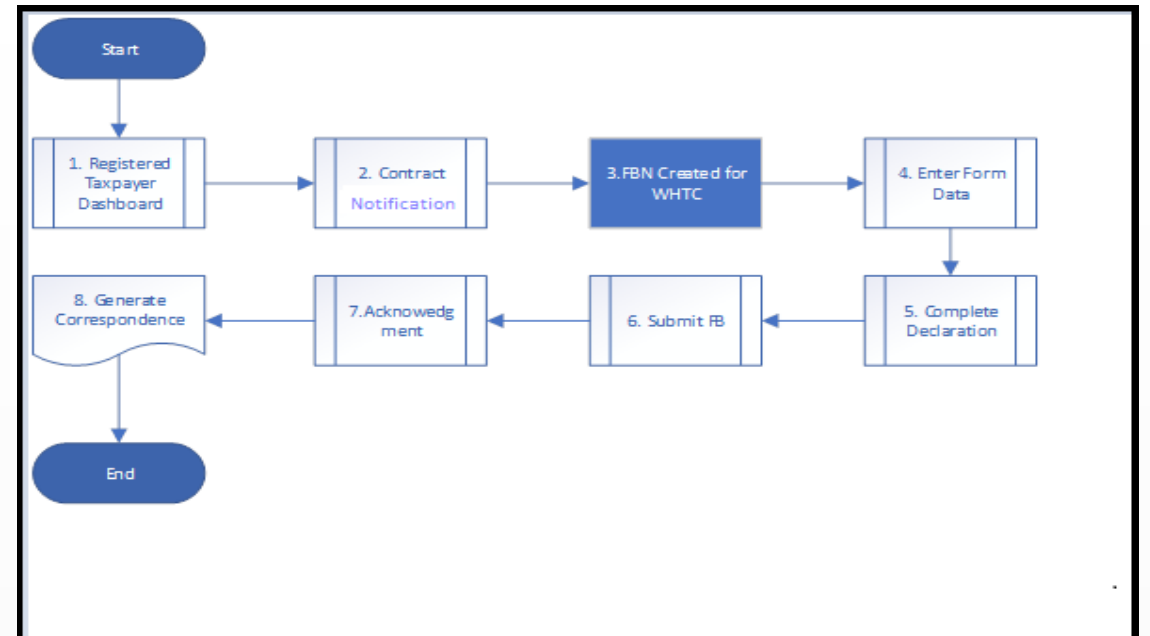 Start
1. Registered
Taxpayer
Dashboard
2. Contract
Notification
3.FBN Created for
WHTC
4. Enter Form
Data
5. Complete
Declaration
6. Submit FB
7.Acknowedg
ment
8. Generate
Correspondence
End